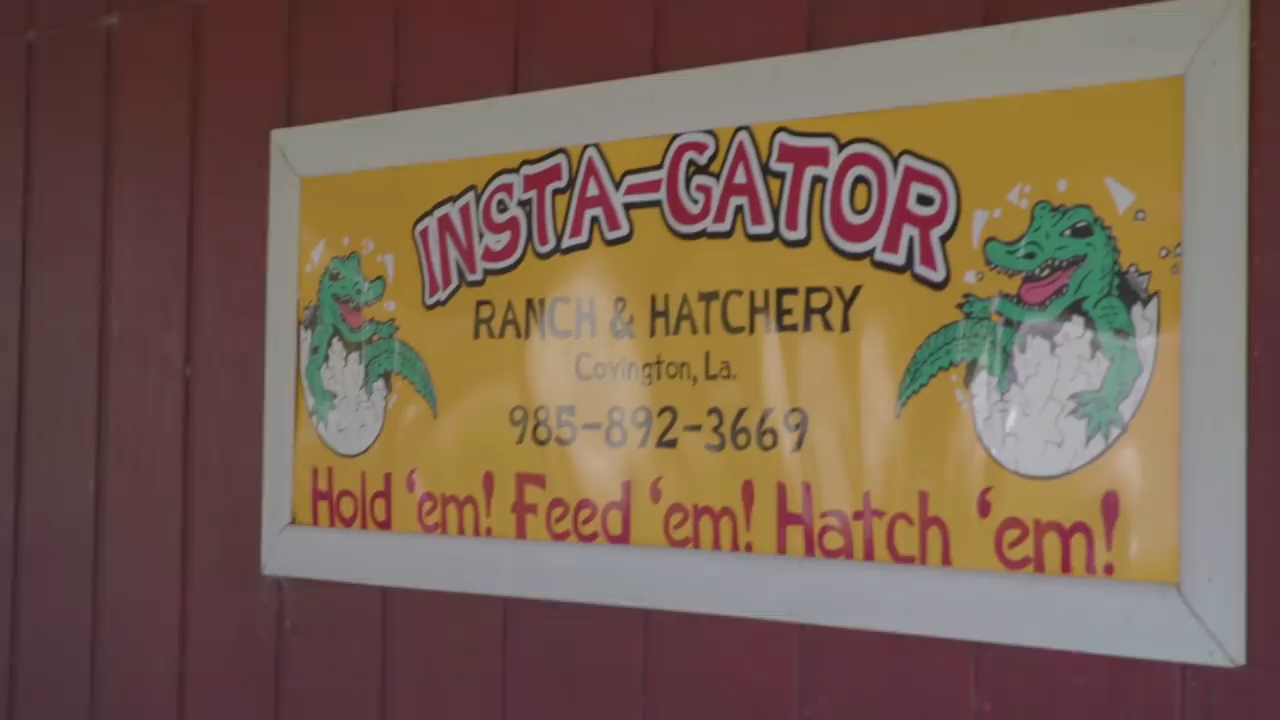 INSTA-GATOR
RANCH & HATCHERY
Covington, La.
985-892-3669
Hold 'em! Feed 'em! Hatch 'em!